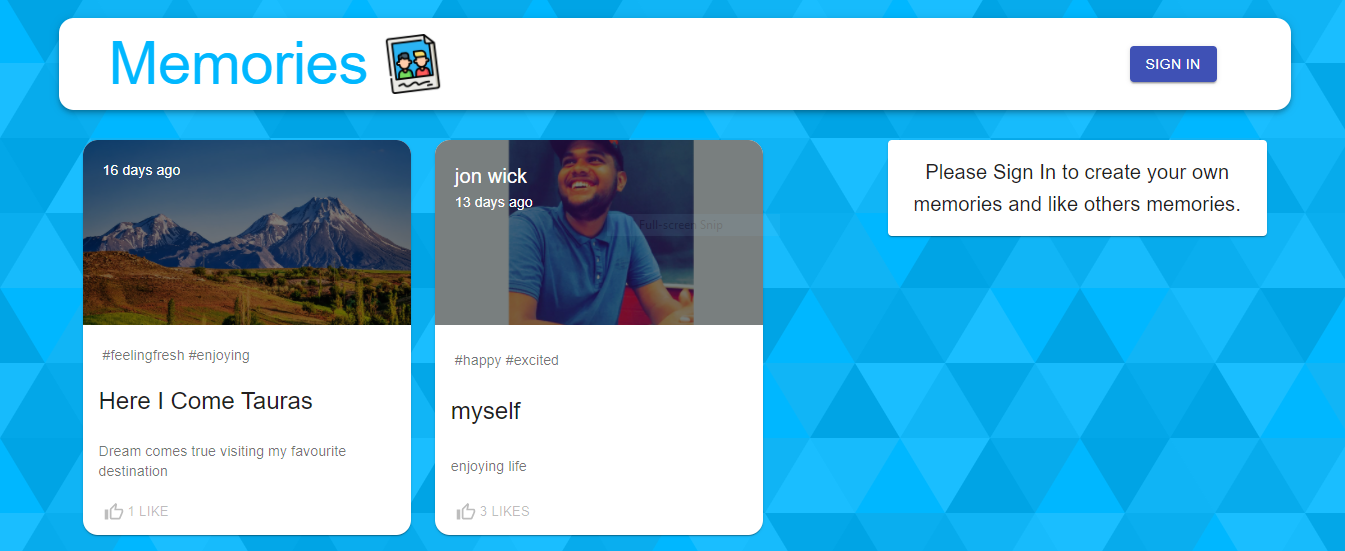 Memories
SIGN IN
16 days ago
#feelingfresh #enjoying
Here I Come Tauras
Dream comes true visiting my favourite
destination
1 LIKE
jon wick
13 days ago
Full-screen Snip
#happy #excited
myself
enjoying life
3 LIKES
Please Sign In to create your own
memories and like others memories.